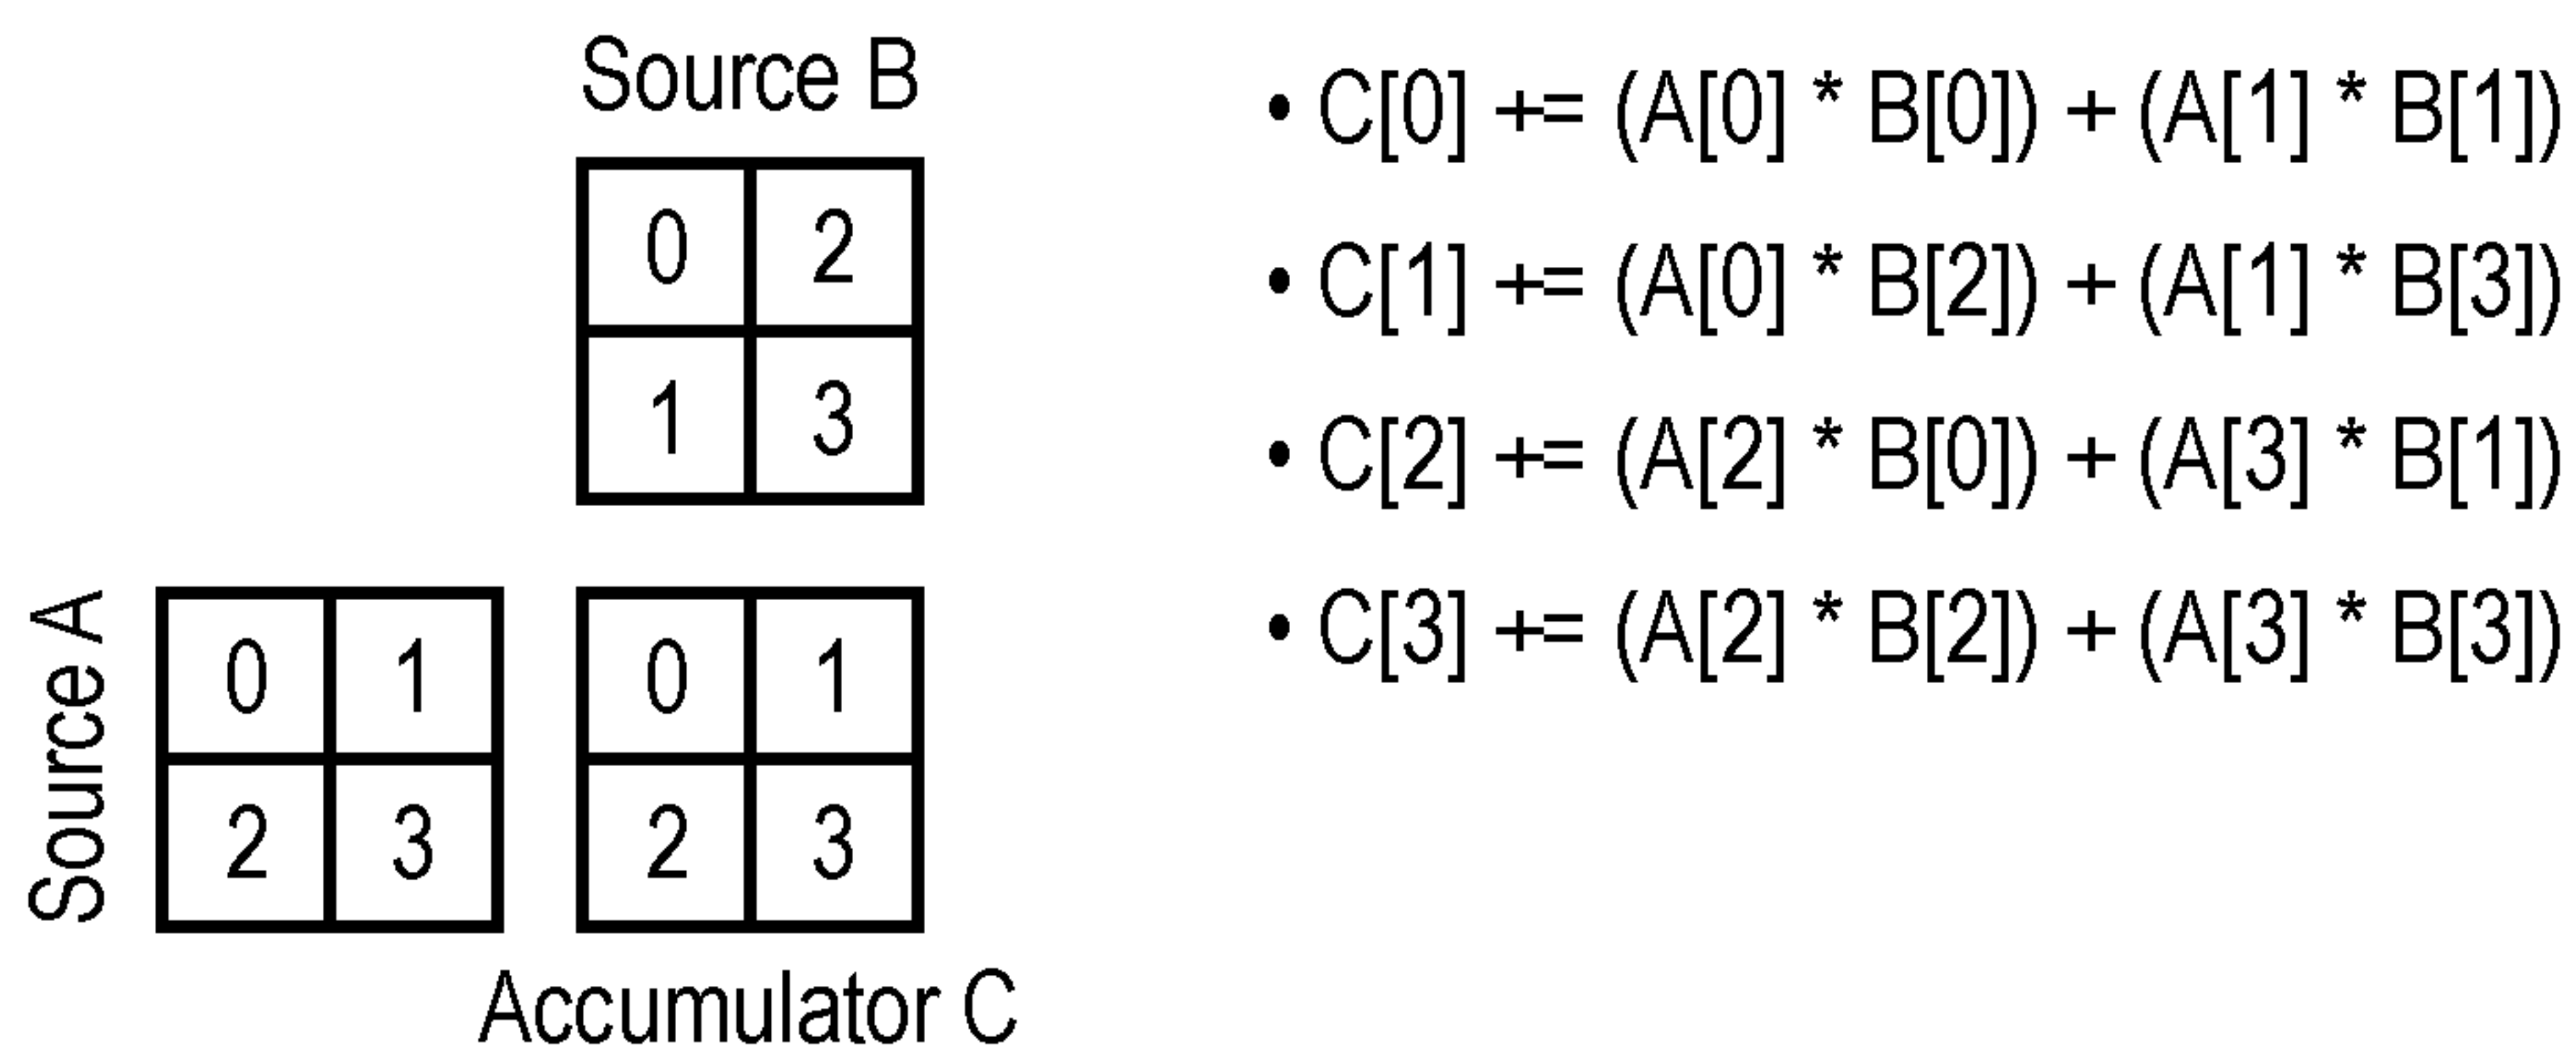 Source B
0 2
1 3
Source A
0 1
2 3
0 1
2 3
Accumulator C
• C[0] += (A[0] * B[0]) + (A[1] * B[1])
• C[1] += (A[0] * B[2]) + (A[1] * B[3])
• C[2] += (A[2] * B[0]) + (A[3] * B[1])
• C[3] += (A[2] * B[2]) + (A[3] * B[3])